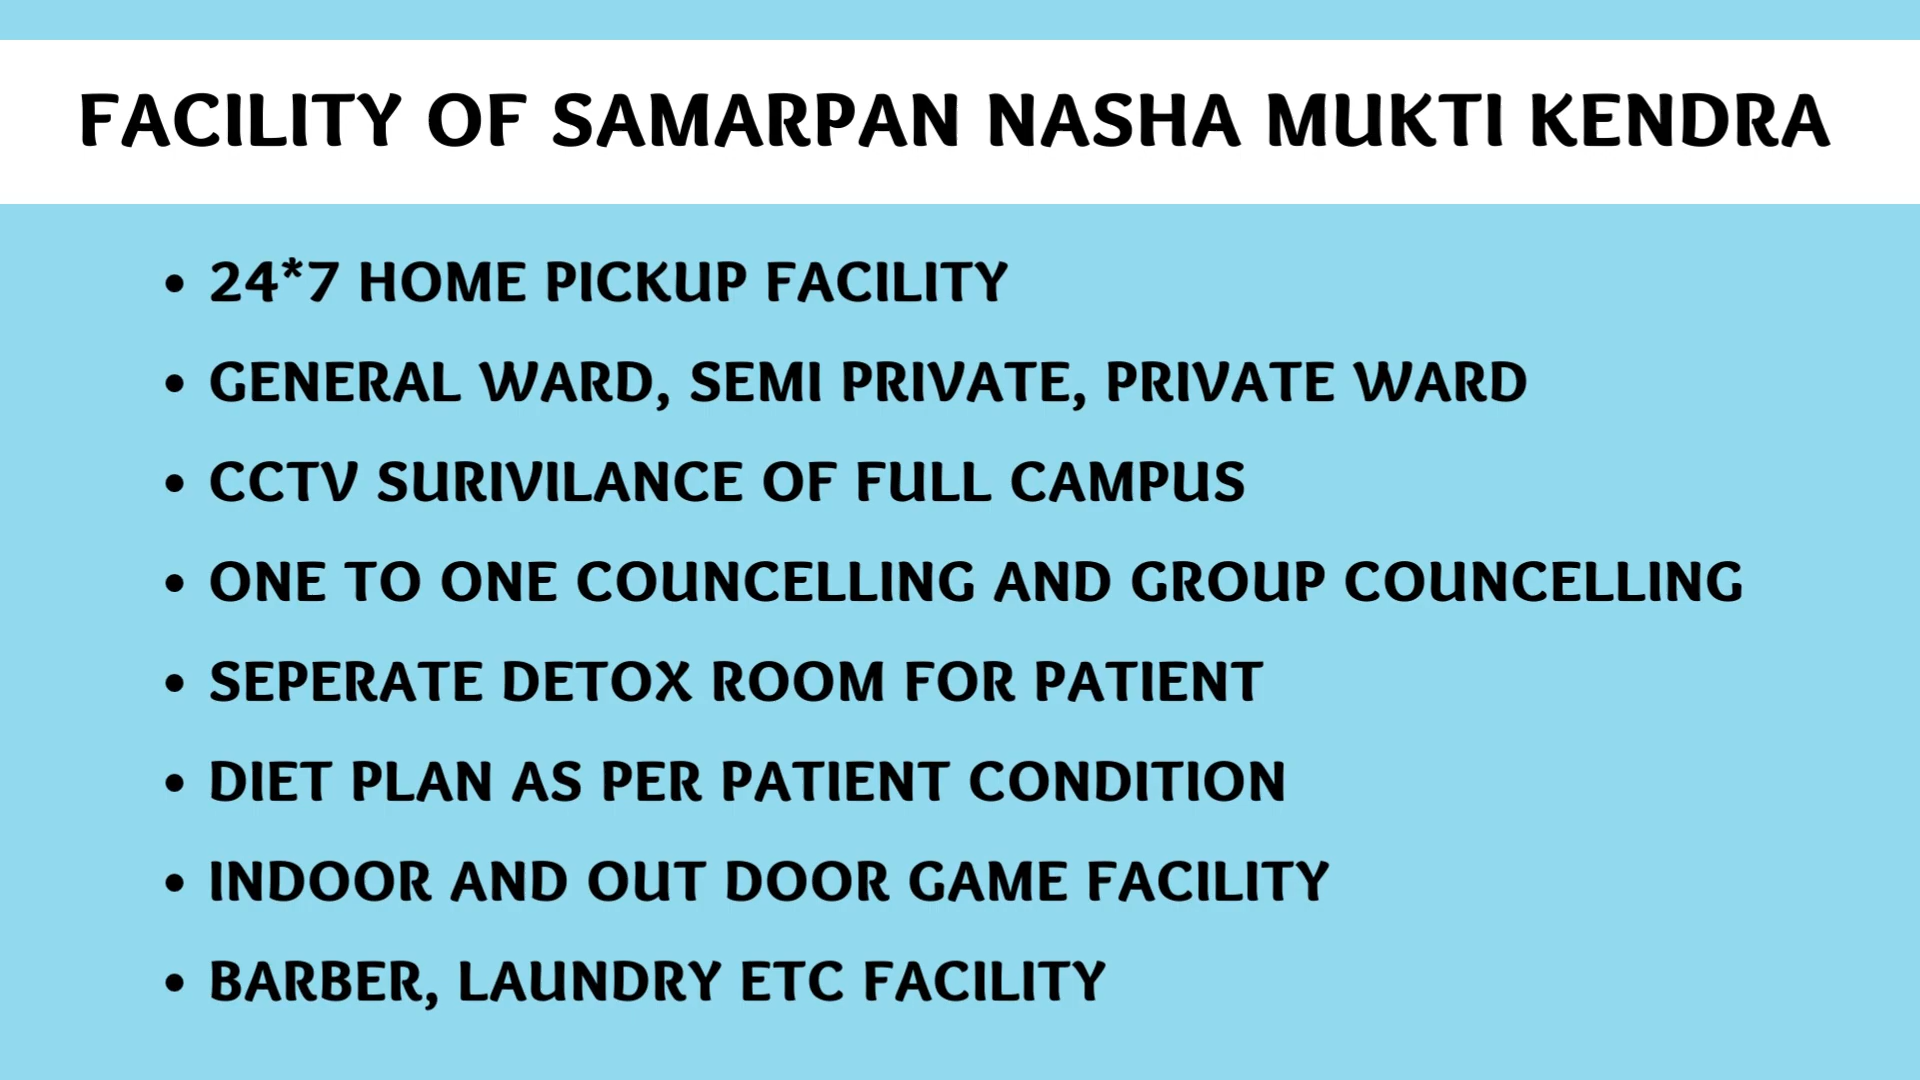 FACILITY OF SAMARPAN NASHA MUKTI KENDRA
• 24*7 HOME PICKUP FACILITY
• GENERAL WARD, SEMI PRIVATE, PRIVATE WARD
• CCTV SURIVILANCE OF FULL CAMPUS
• ONE TO ONE COUNCELLING AND GROUP COUNCELLING
• SEPERATE DETOX ROOM FOR PATIENT
• DIET PLAN AS PER PATIENT CONDITION
• INDOOR AND OUT DOOR GAME FACILITY
• BARBER, LAUNDRY ETC FACILITY